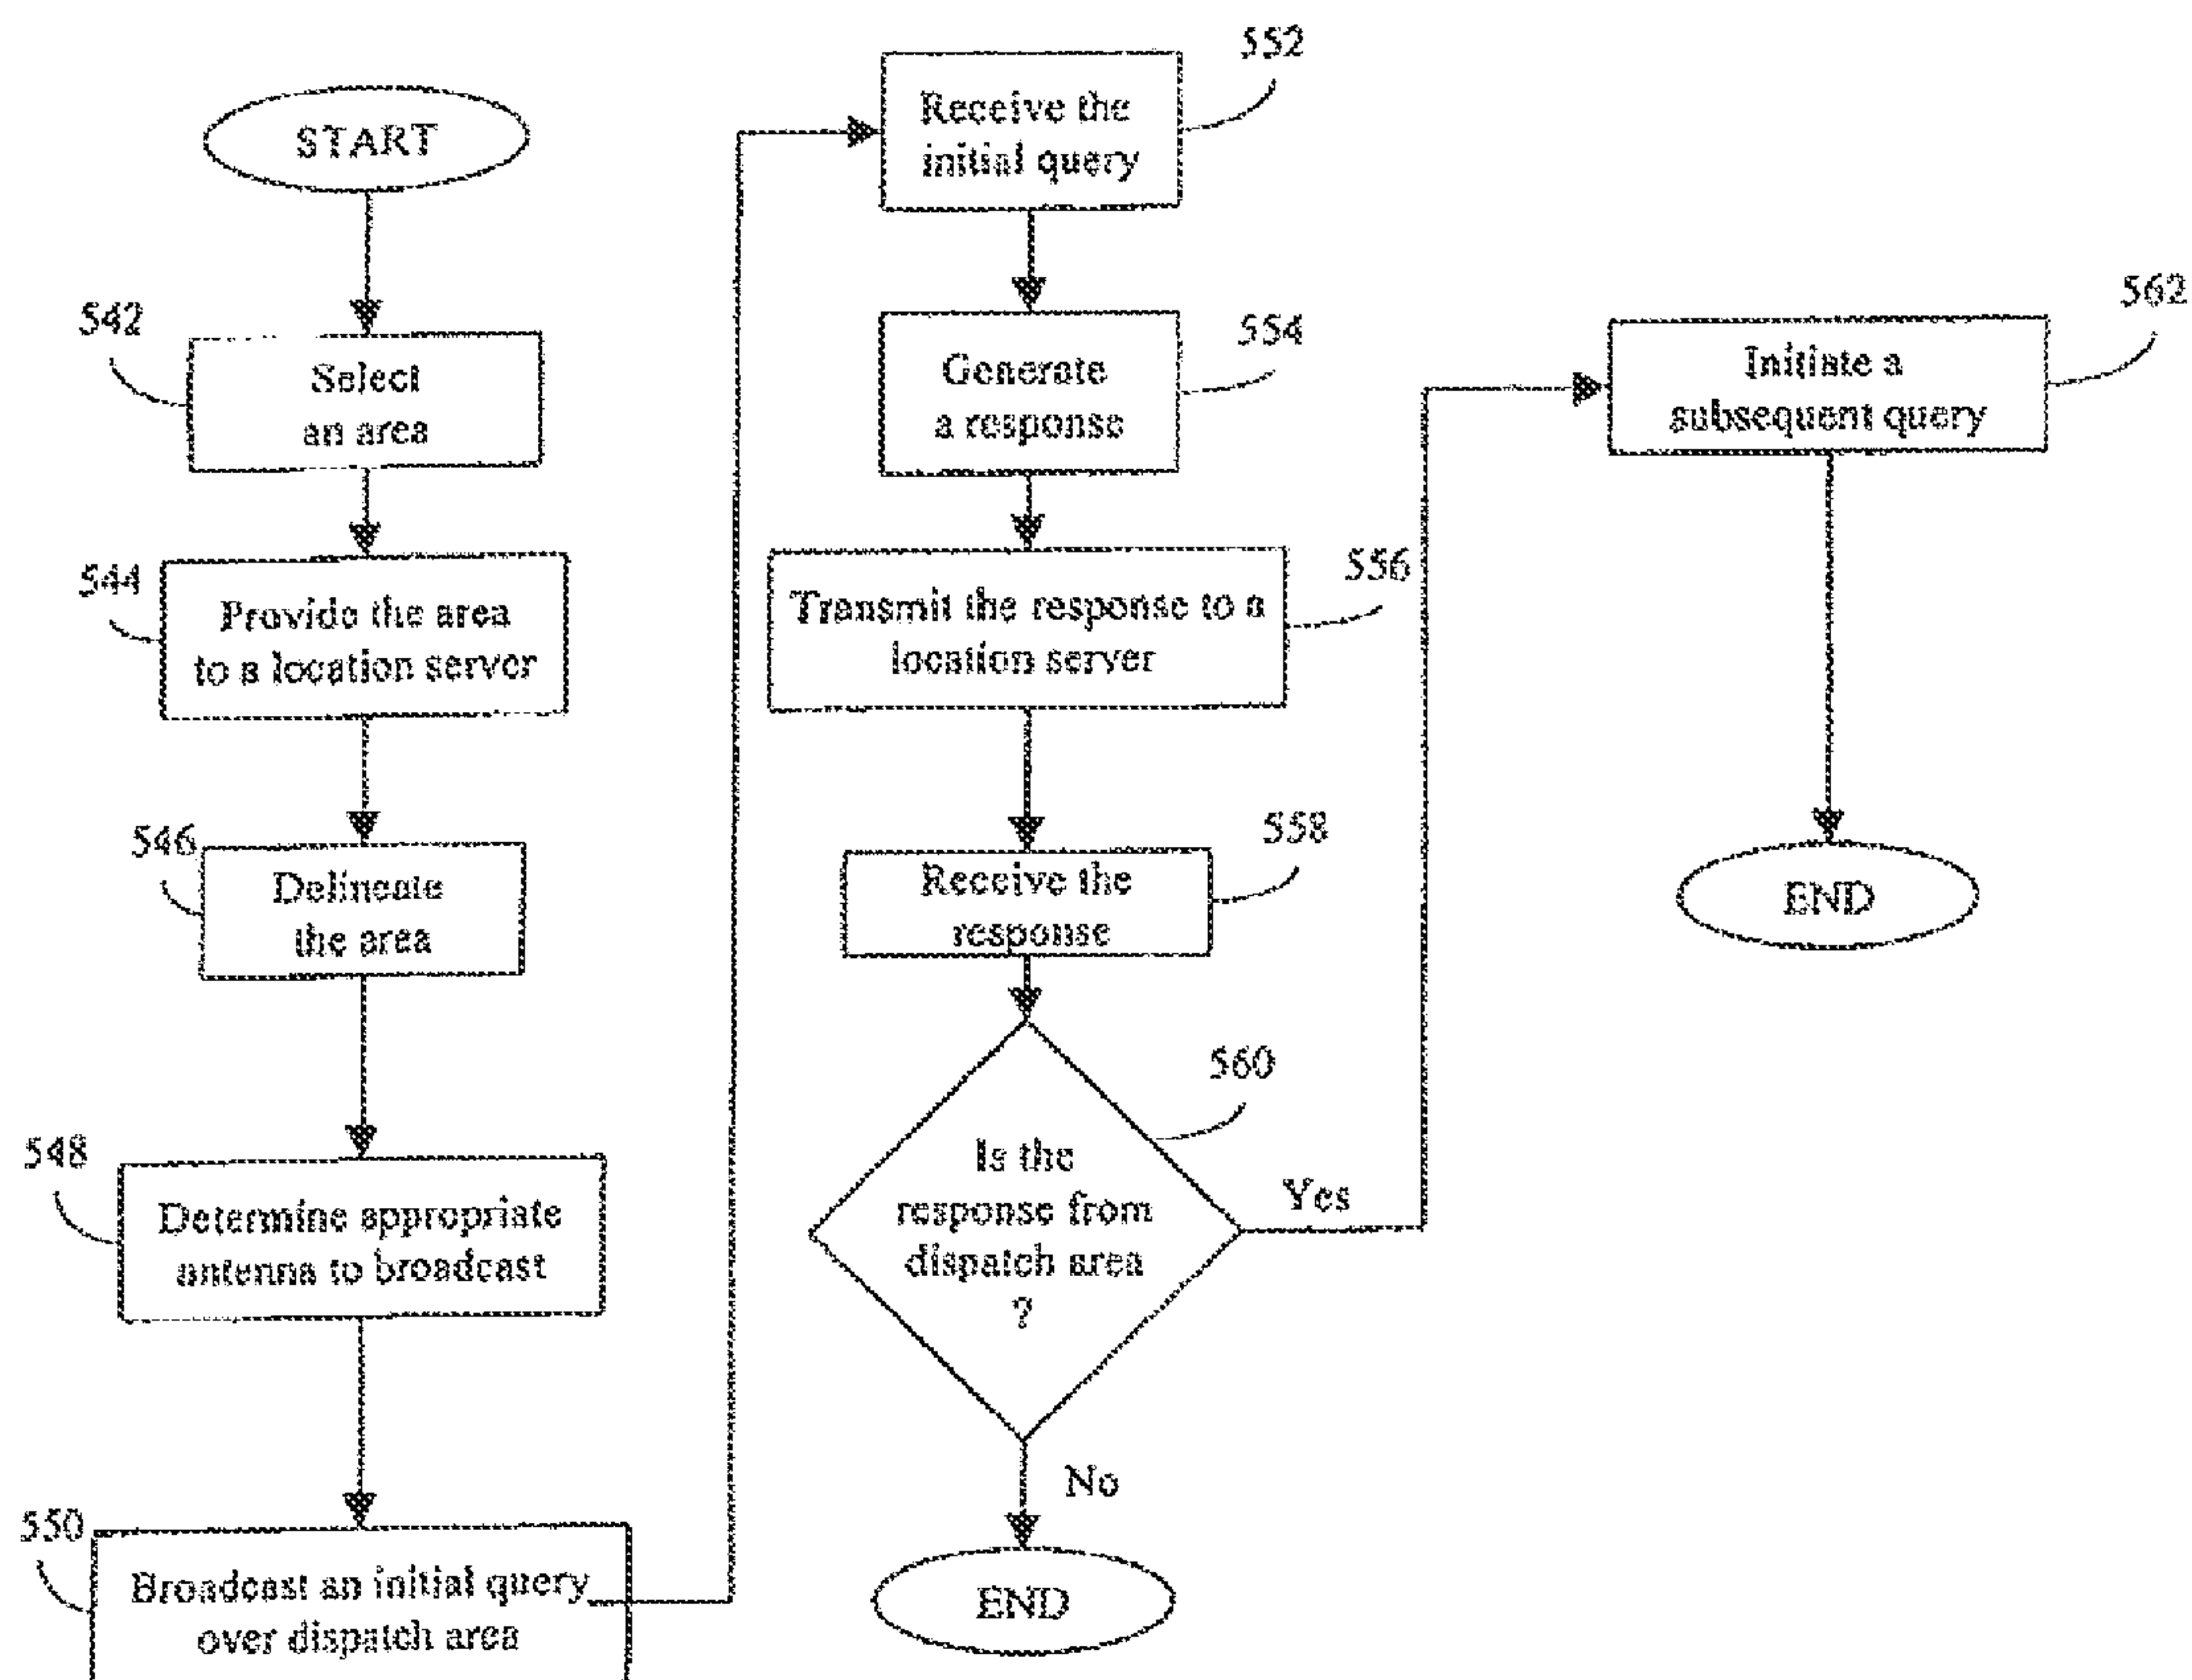 START
542
Select
an area
544
Provide the area
to a location server
546
Delineate
the area
548
Determine appropriate
antenna to broadcast
550
Broadcast an initial query
over dispatch area
552
Receive the
initial query
554
Generate
a response
556
Transmit the response to a
location server
558
Receive the
response
560
Is the
response from
dispatch area
?
Yes
No
END
562
Initiate a
subsequent query
END